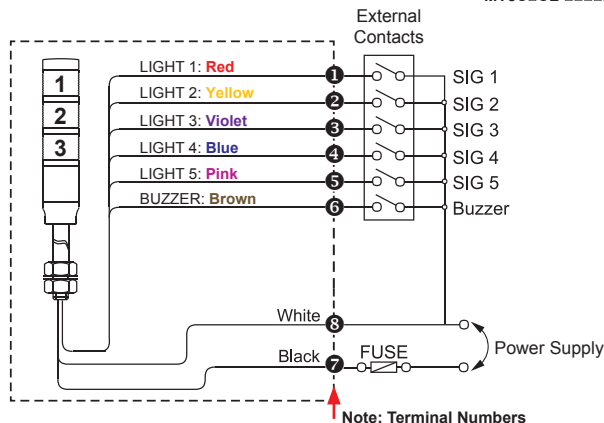 External
Contacts
LIGHT 1: Red
1
SIG 1
LIGHT 2: Yellow
2
SIG 2
LIGHT 3: Violet
3
SIG 3
LIGHT 4: Blue
4
SIG 4
LIGHT 5: Pink
5
SIG 5
BUZZER: Brown
6
Buzzer
1
2
3
White
8
Power Supply
Black
7
FUSE
Note: Terminal Numbers